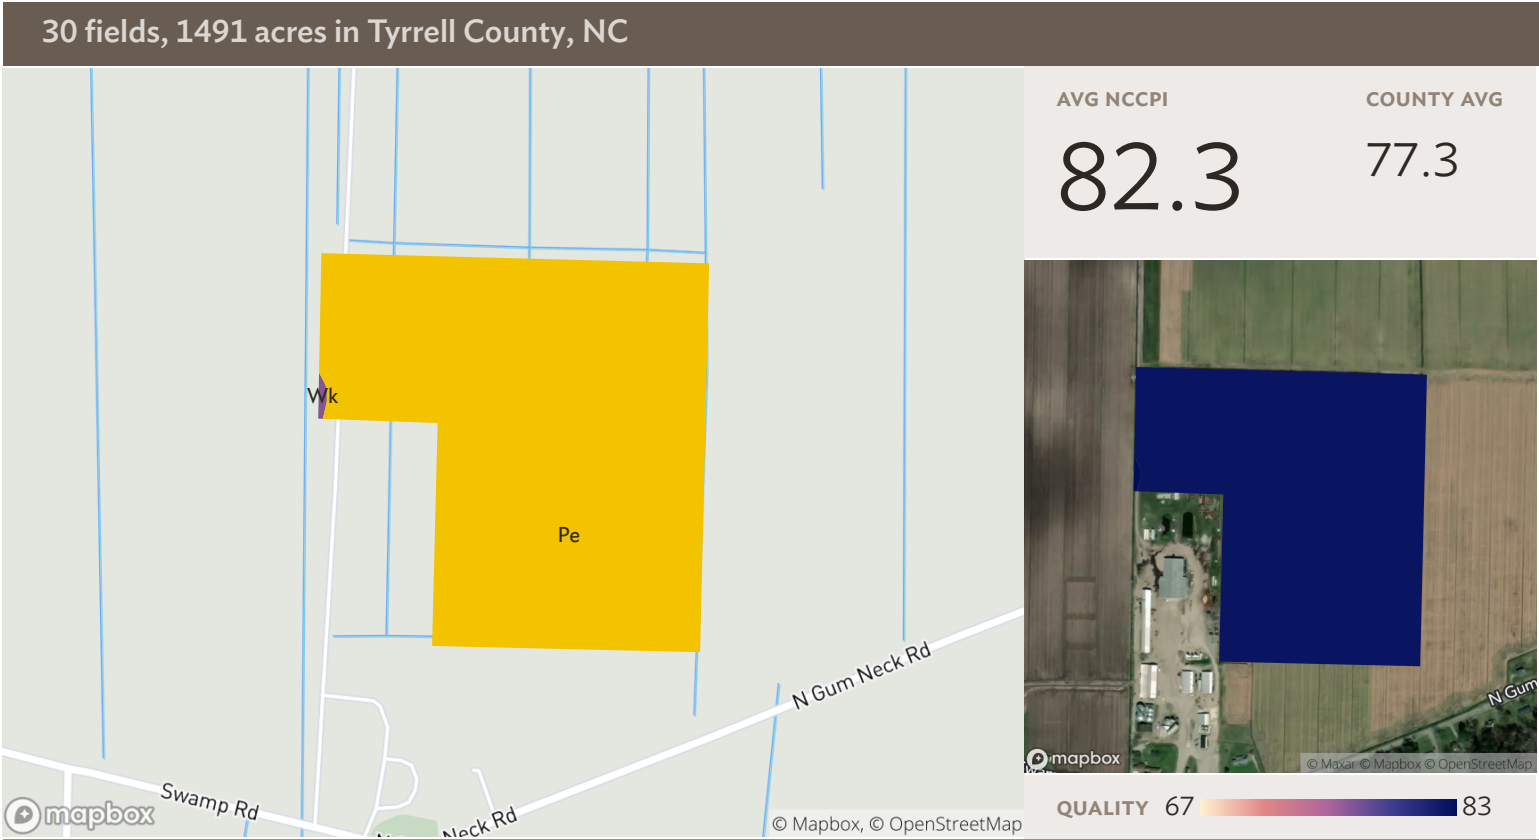 30 fields, 1491 acres in Tyrrell County, NC
AVG NCCPI
COUNTY AVG
82.3
77.3
Wk
Pe
N Gum Neck Rd
Swamp Rd
Neck Rd
mapbox
© Mapbox, © OpenStreetMap
N Gum
mapbox
© Maxar © Mapbox © OpenStreetMap
QUALITY 67 83